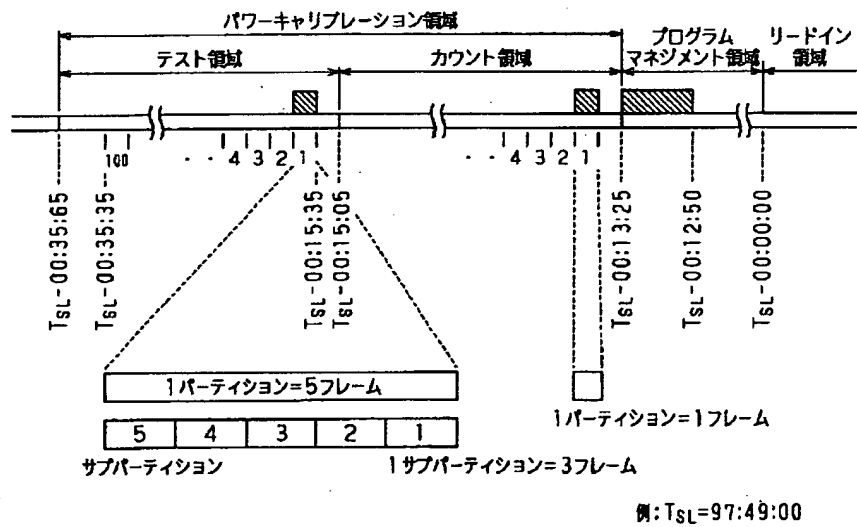 パワーキャリブレーション領域
テスト領域
カウント領域
プログラム
マネジメント領域
リードイン
領域
100
・・4 3 2 1
・・4 3 2 1
TSL-00:35:65
TSL-00:35:35
TSL-00:15:35
TSL-00:15:05
TSL-00:13:25
TSL-00:12:50
TSL-00:00:00
1パーティション=5フレーム
1パーティション=1フレーム
5 4 3 2 1
サブパーティション
1サブパーティション=3フレーム
例:TSL=97:49:00